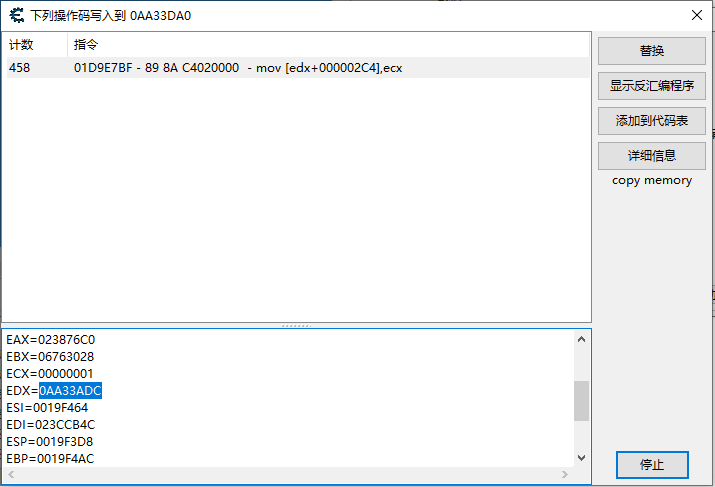 下列操作码写入到 0AA33DA0
计数 指令
458 01D9E7BF - 89 8A C4020000 - mov [edx+000002C4],ecx
替换
显示反汇编程序
添加到代码表
详细信息
copy memory
EAX=023876C0
EBX=06763028
ECX=00000001
EDX=0AA33ADC
ESI=0019F464
EDI=023CCB4C
ESP=0019F3D8
EBP=0019F4AC
停止